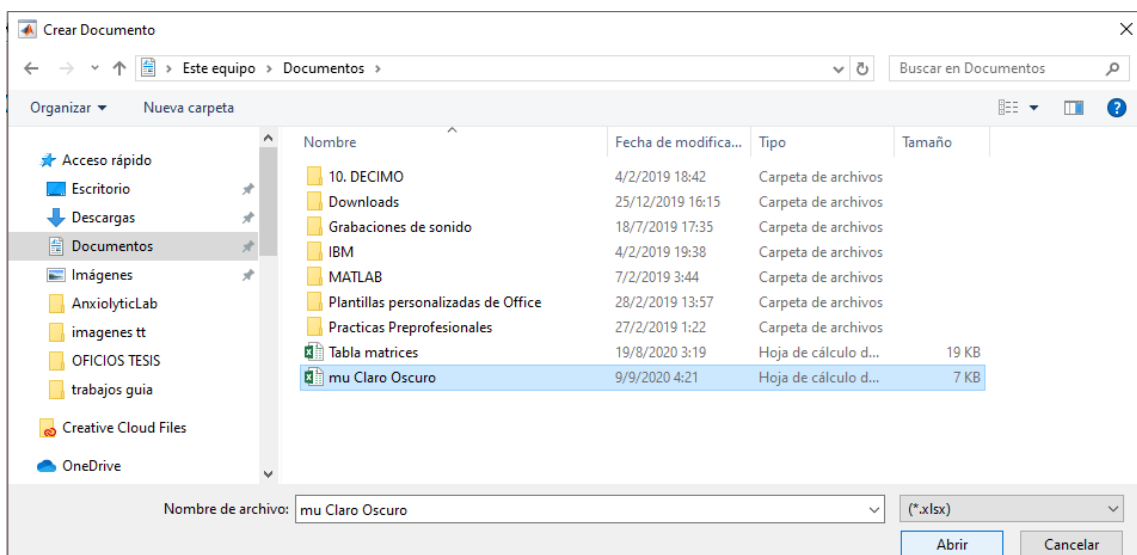 Crear Documento
Este equipo > Documentos >
Buscar en Documentos
Organizar
Nueva carpeta
Acceso rápido
Escritorio
Descargas
Documentos
Imágenes
AnxiolyticLab
imagenes tt
OFICIOS TESIS
trabajos guia
Creative Cloud Files
OneDrive
Nombre Fecha de modifica... Tipo Tamaño
10. DECIMO 4/2/2019 18:42 Carpeta de archivos
Downloads 25/12/2019 16:15 Carpeta de archivos
Grabaciones de sonido 18/7/2019 17:35 Carpeta de archivos
IBM 4/2/2019 19:38 Carpeta de archivos
MATLAB 7/2/2019 3:44 Carpeta de archivos
Plantillas personalizadas de Office 28/2/2019 13:57 Carpeta de archivos
Practicas Preprofesionales 27/2/2019 1:22 Carpeta de archivos
Tabla matrices 19/8/2020 3:19 Hoja de cálculo d... 19 KB
mu Claro Oscuro 9/9/2020 4:21 Hoja de cálculo d... 7 KB
Nombre de archivo: mu Claro Oscuro (*.xlsx)
Abrir Cancelar